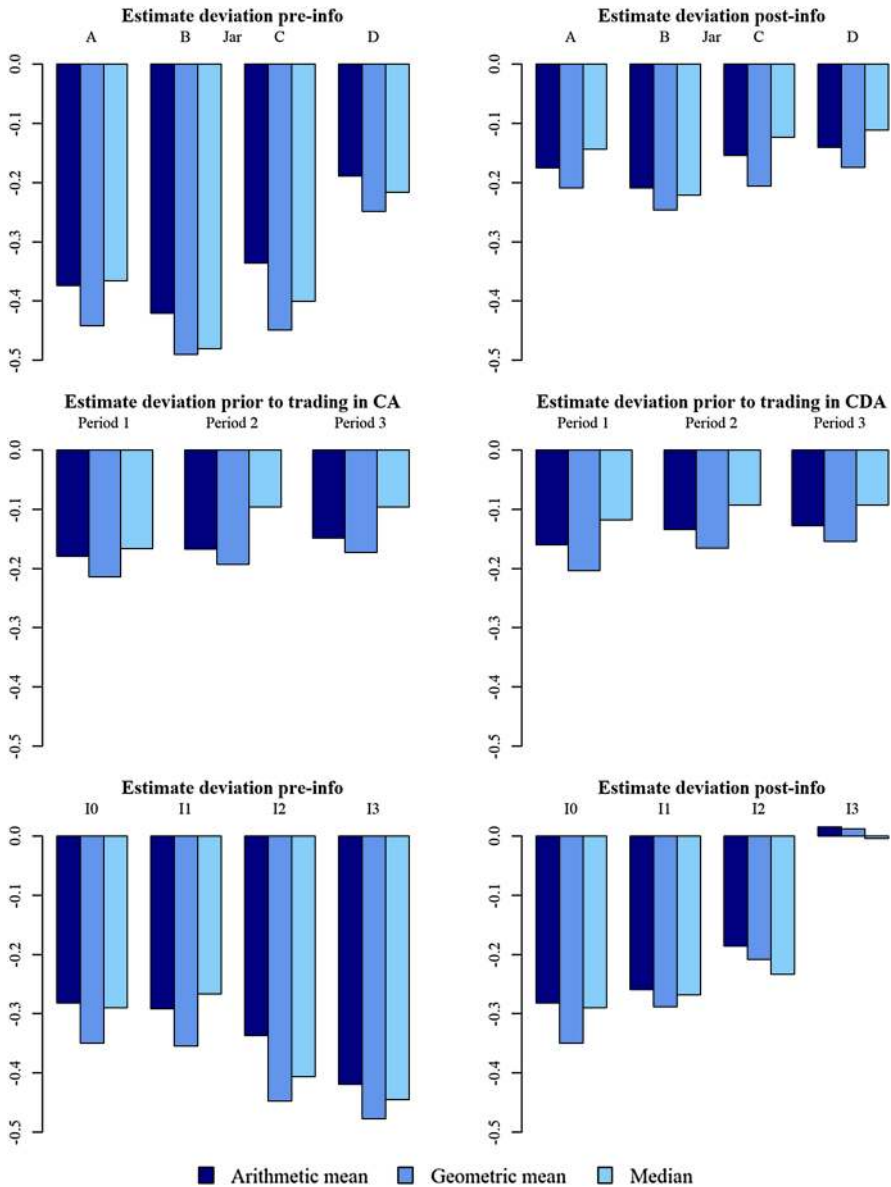 Estimate deviation pre-info
A B Jar C D
0.0
-0.1
-0.2
-0.3
-0.4
-0.5
Estimate deviation post-info
A B Jar C D
0.0
-0.1
-0.2
-0.3
-0.4
-0.5
Estimate deviation prior to trading in CA
Period 1 Period 2 Period 3
0.0
-0.1
-0.2
-0.3
-0.4
-0.5
Estimate deviation prior to trading in CDA
Period 1 Period 2 Period 3
0.0
-0.1
-0.2
-0.3
-0.4
-0.5
Estimate deviation pre-info
I0 I1 I2 I3
0.0
-0.1
-0.2
-0.3
-0.4
-0.5
Estimate deviation post-info
I0 I1 I2 I3
0.0
-0.1
-0.2
-0.3
-0.4
-0.5
Arithmetic mean Geometric mean Median